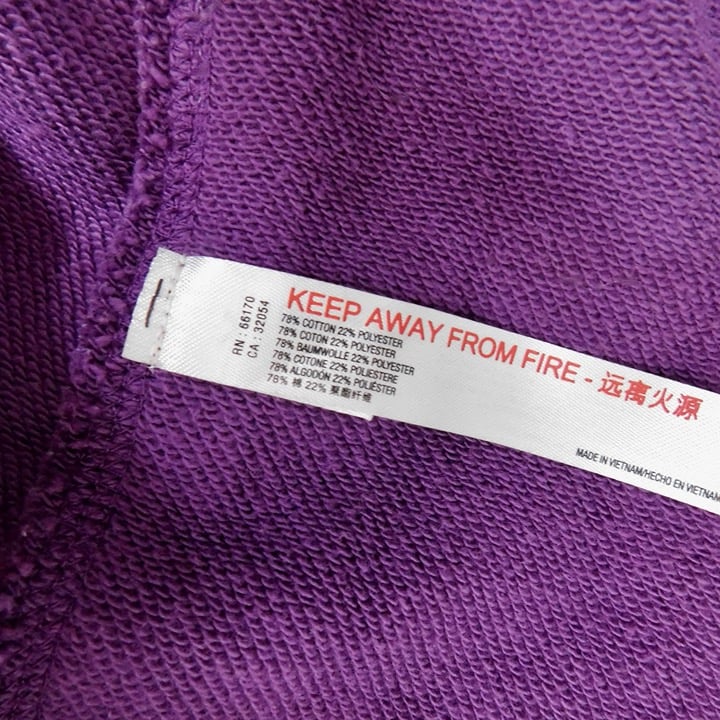 RN : 66170
CA : 32054
KEEP AWAY FROM FIRE - 远离火源
78% COTTON 22% POLYESTER
78% COTON 22% POLYESTER
78% BAUMWOLLE 22% POLYESTER
78% COTONE 22% POLIESTERE
78% ALGODÓN 22% POLIÉSTER
78% 棉 22% 聚酯纤维
MADE IN VIETNAM/HECHO EN VIETNAM